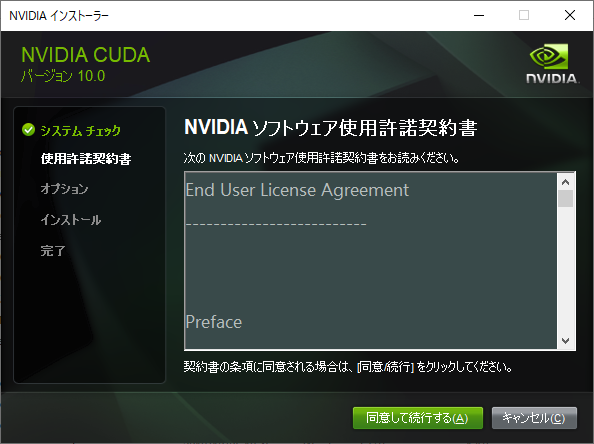 NVIDIA インストーラー
NVIDIA CUDA
バージョン 10.0
NVIDIA.
システム チェック
使用許諾契約書
オプション
インストール
完了
NVIDIA ソフトウェア使用許諾契約書
次の NVIDIA ソフトウェア使用許諾契約書をお読みください。
End User License Agreement
--------------------------
Preface
契約書の条項に同意される場合は、[同意/続行] をクリックしてください。
同意して続行する(A)
キャンセル(C)